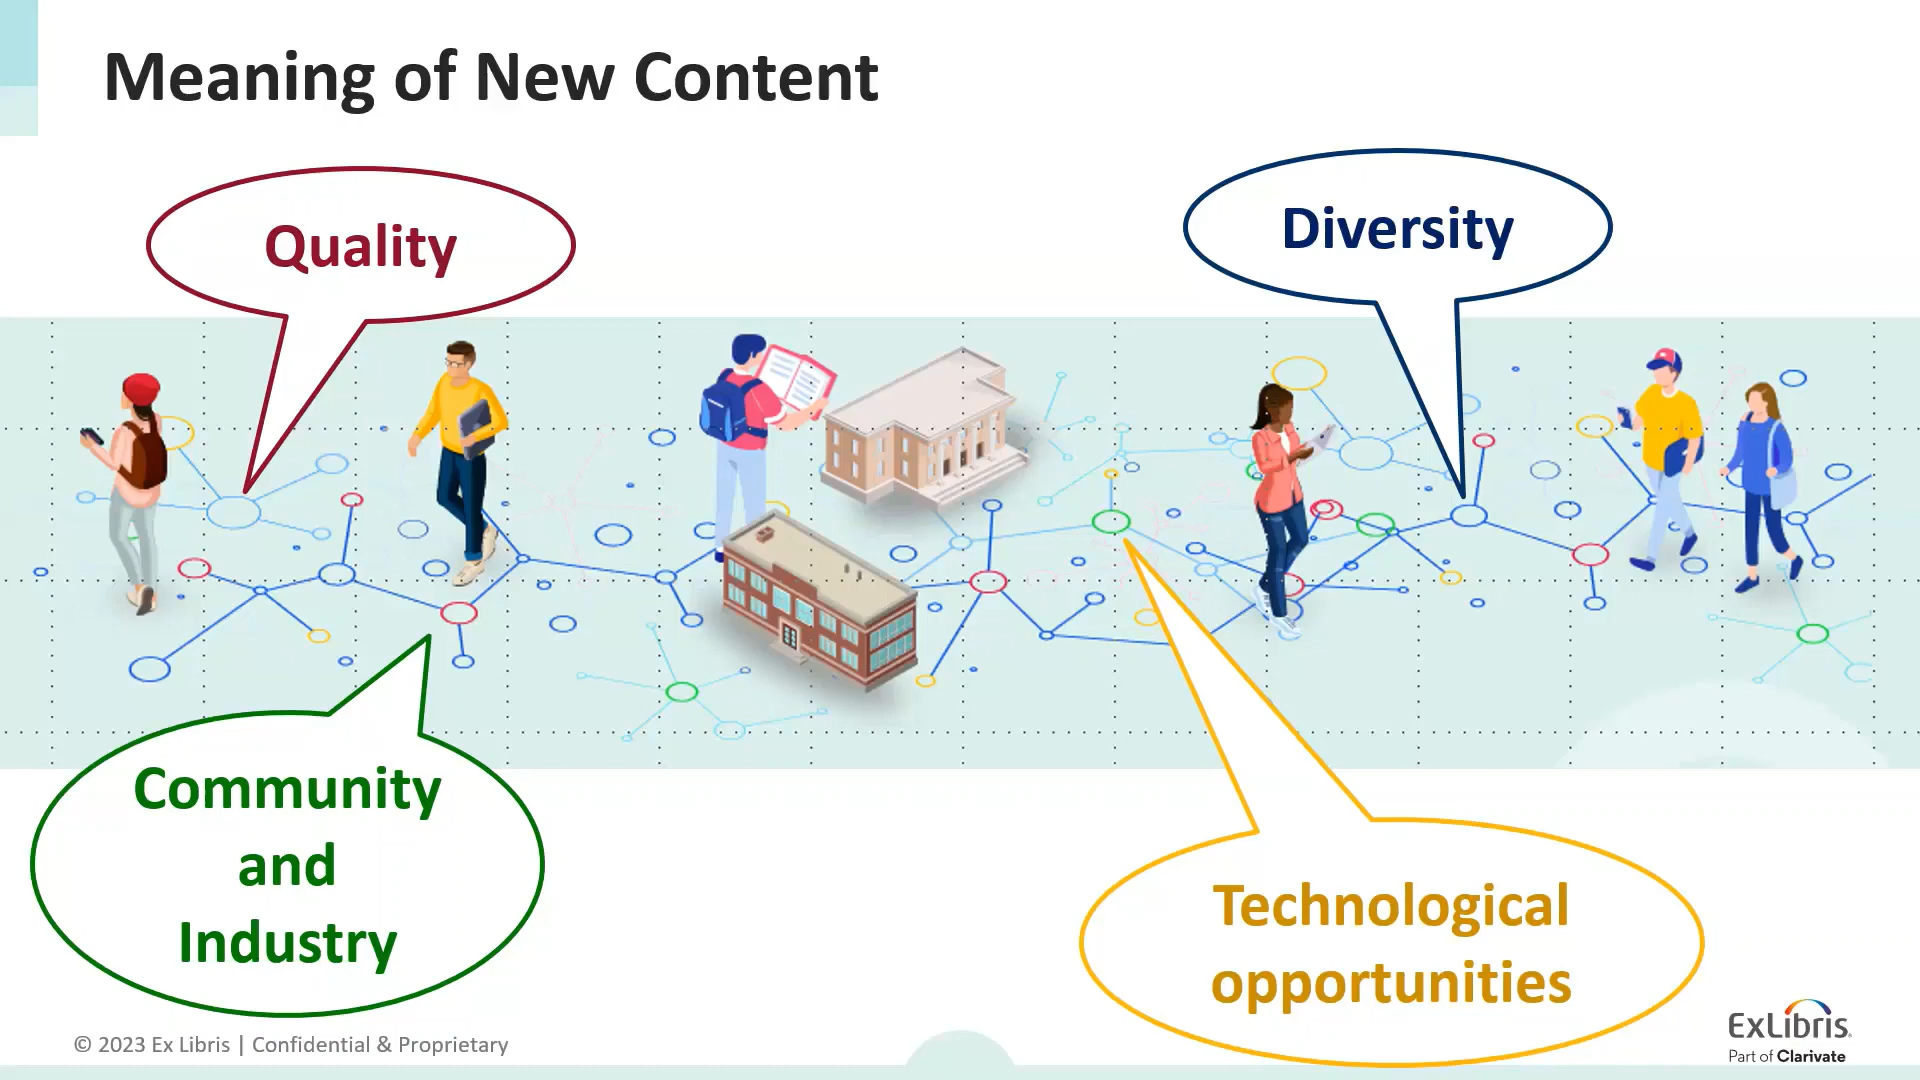 Meaning of New Content
Quality
Diversity
Community
and
Industry
Technological
opportunities
© 2023 Ex Libris | Confidential & Proprietary
ExLibris
Part of Clarivate